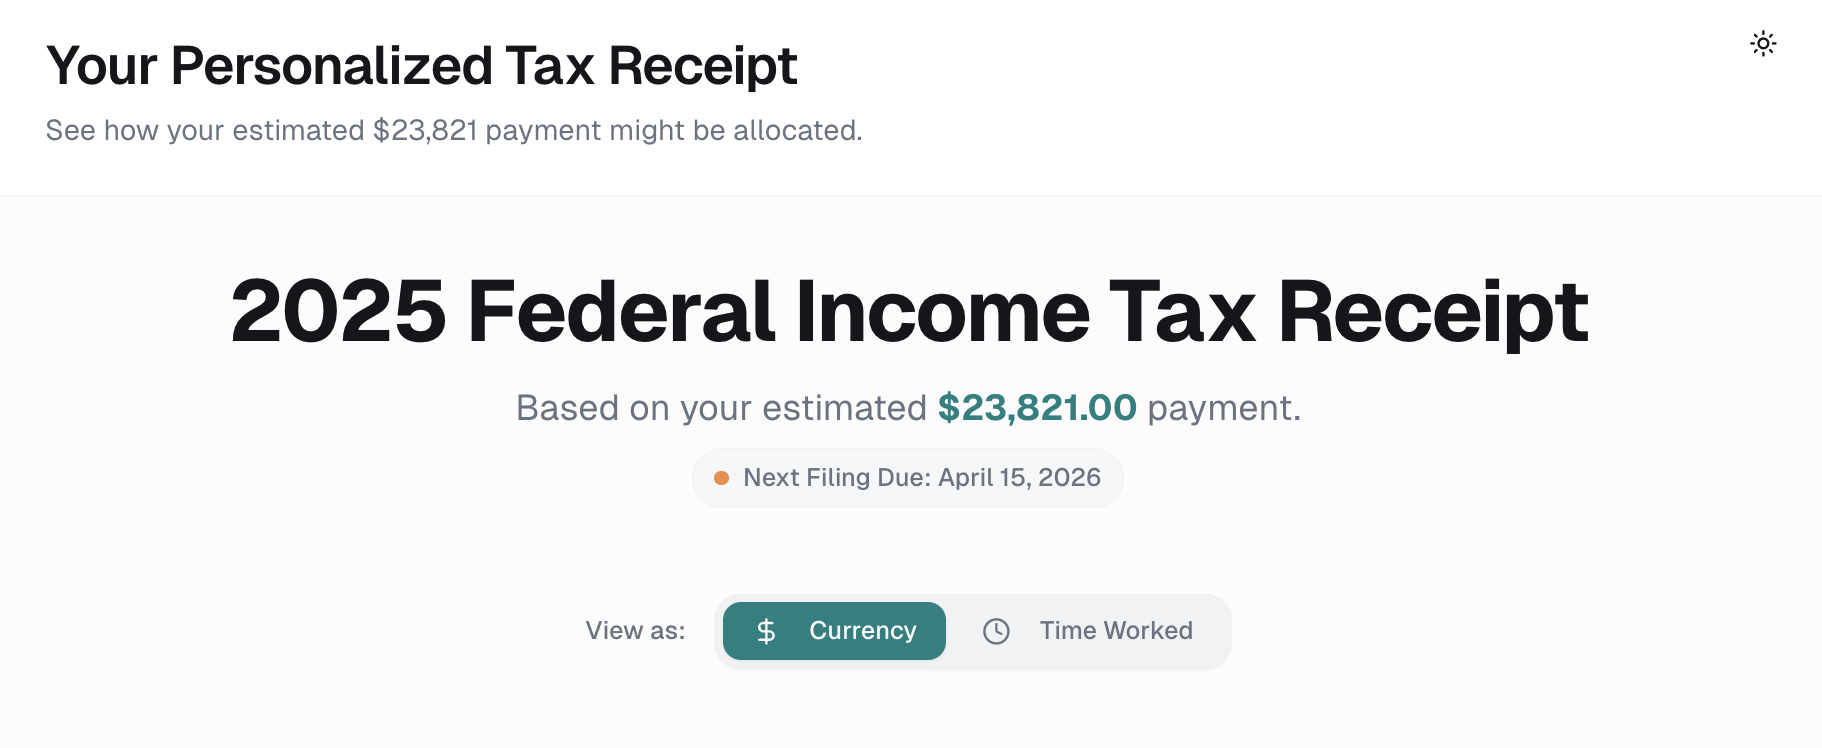 Your Personalized Tax Receipt
See how your estimated $23,821 payment might be allocated.
2025 Federal Income Tax Receipt
Based on your estimated $23,821.00 payment.
Next Filing Due: April 15, 2026
View as: $ Currency Time Worked